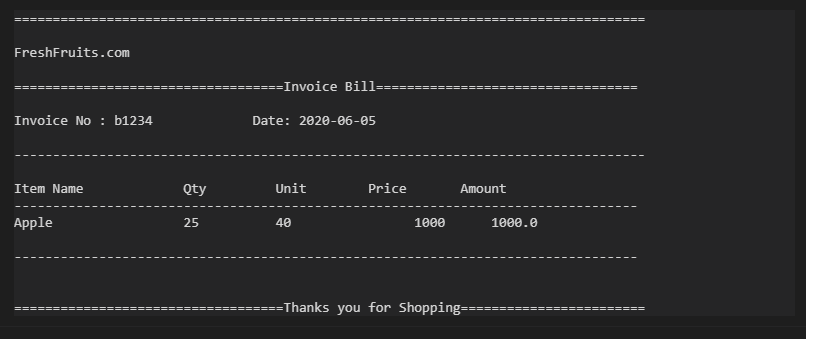 ==================================================================================
FreshFruits.com
===================================Invoice Bill==================================
Invoice No : b1234             Date: 2020-06-05
----------------------------------------------------------------------------------
Item Name             Qty         Unit        Price       Amount
---------------------------------------------------------------------------------
Apple                 25          40                1000      1000.0
---------------------------------------------------------------------------------
===================================Thanks you for Shopping========================